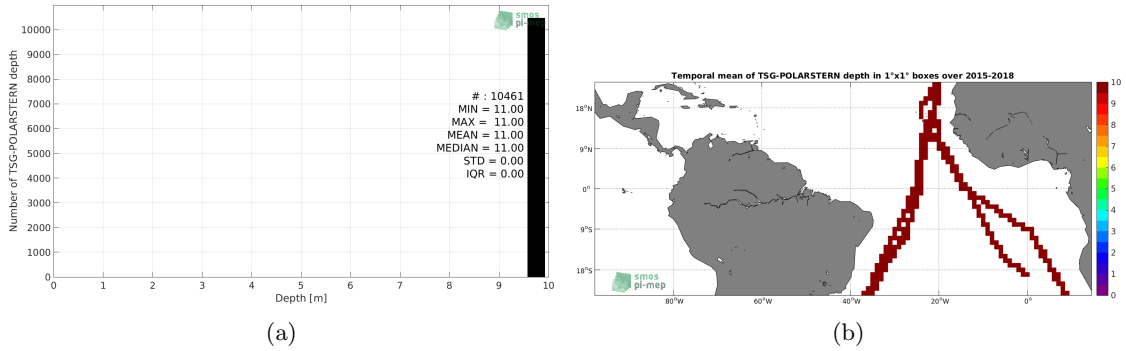 11000
10000
9000
8000
7000
6000
5000
4000
3000
2000
1000
0
Number of TSG-POLARSTERN depth
smos
pi-mep
# : 10461
MIN = 11.00
MAX = 11.00
MEAN = 11.00
MEDIAN = 11.00
STD = 0.00
IQR = 0.00
0 1 2 3 4 5 6 7 8 9 10
Depth [m]
(a)
Temporal mean of TSG-POLARSTERN depth in 1°x1° boxes over 2015-2018
18°N
9°N
0°
9°S
18°S
80°W 60°W 40°W 20°W 0°
smos
pi-mep
10
9
8
7
6
5
4
3
2
1
0
(b)